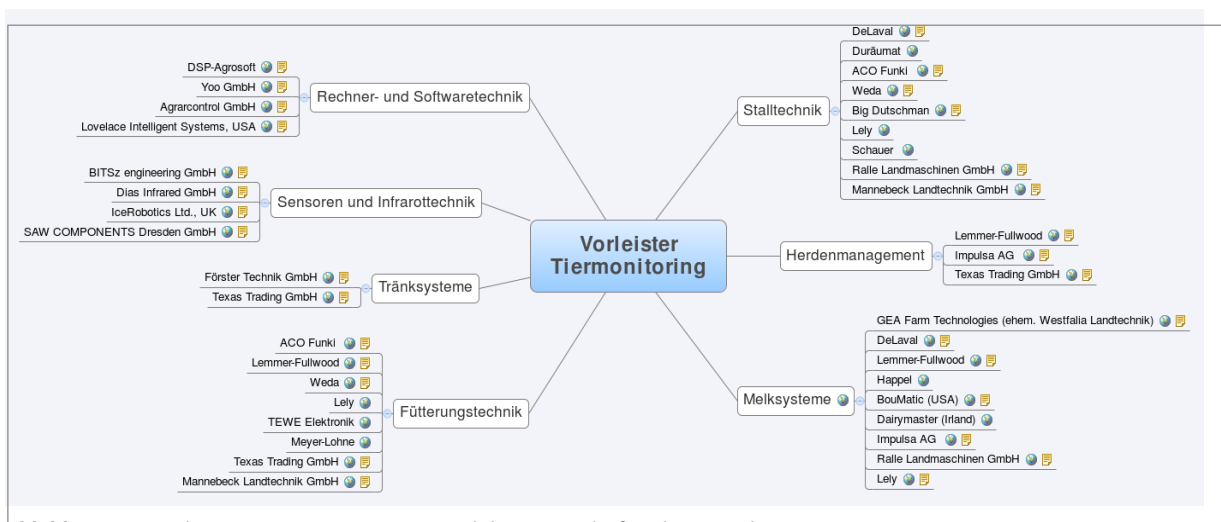 Vorleister
Tiermonitoring
Rechner- und Softwaretechnik
DSP-Agrosoft
Yoo GmbH
Agrarcontrol GmbH
Lovelace Intelligent Systems, USA
Sensoren und Infrarottechnik
BITSz engineering GmbH
Dias Infrared GmbH
IceRobotics Ltd., UK
SAW COMPONENTS Dresden GmbH
Tränksysteme
Förster Technik GmbH
Texas Trading GmbH
Fütterungstechnik
ACO Funki
Lemmer-Fullwood
Weda
Lely
TEWE Elektronik
Meyer-Lohne
Texas Trading GmbH
Mannebeck Landtechnik GmbH
Stalltechnik
DeLaval
Duräumat
ACO Funki
Weda
Big Dutschman
Lely
Schauer
Ralle Landmaschinen GmbH
Mannebeck Landtechnik GmbH
Herdenmanagement
Lemmer-Fullwood
Impulsa AG
Texas Trading GmbH
Melksysteme
GEA Farm Technologies (ehem. Westfalia Landtechnik)
DeLaval
Lemmer-Fullwood
Happel
BouMatic (USA)
Dairymaster (Irland)
Impulsa AG
Ralle Landmaschinen GmbH
Lely